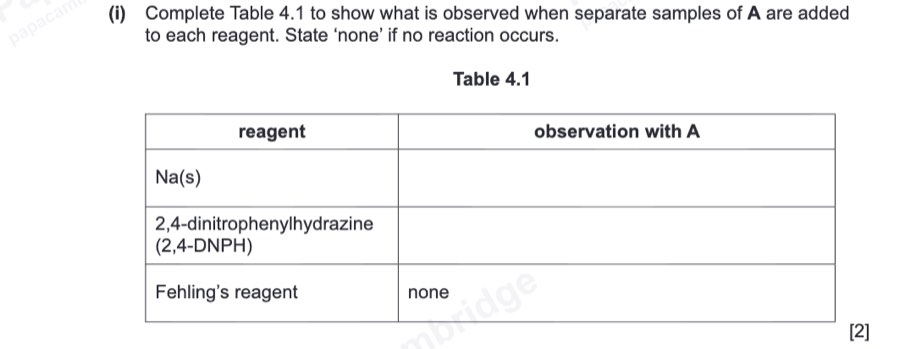 (i) Complete Table 4.1 to show what is observed when separate samples of A are added
to each reagent. State ‘none’ if no reaction occurs.
Table 4.1
reagent observation with A
Na(s)
2,4-dinitrophenylhydrazine
(2,4-DNPH)
Fehling’s reagent none
[2]
papacam
mbridge